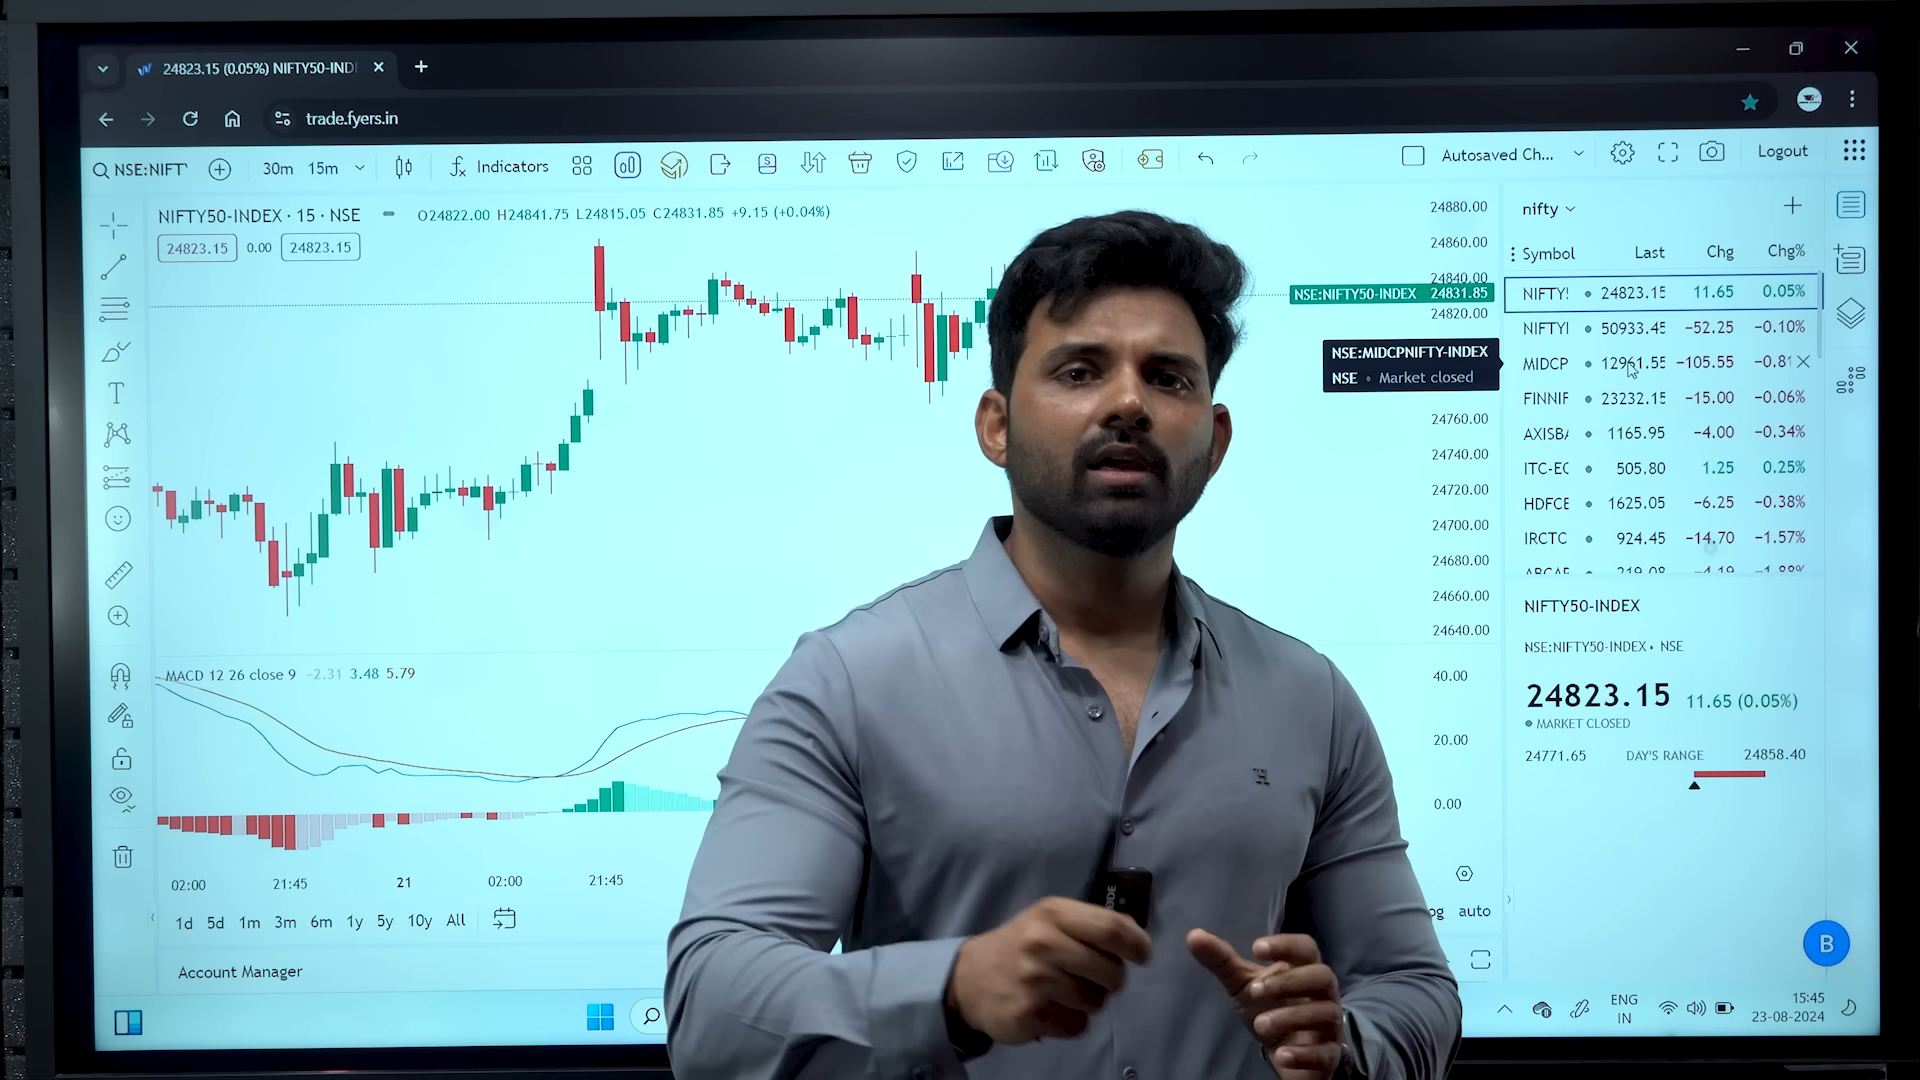 24823.15 (0.05%) NIFTY50-IND
trade.fyers.in
NSE:NIFT 30m 15m Indicators Autosaved Ch... Logout
NIFTY50-INDEX · 15 · NSE O24822.00 H24841.75 L24815.05 C24831.85 +9.15 (+0.04%)
24823.15 0.00 24823.15
24880.00
24860.00
24840.00
NSE:NIFTY50-INDEX 24831.85
24820.00
NSE:MIDCPNIFTY-INDEX
NSE • Market closed
24760.00
24740.00
24720.00
24700.00
24680.00
24660.00
24640.00
MACD 12 26 close 9 −2.31 3.48 5.79
40.00
20.00
0.00
02:00 21:45 21 02:00 21:45
1d 5d 1m 3m 6m 1y 5y 10y All
auto
Account Manager
nifty
Symbol Last Chg Chg%
24823.15 11.65 0.05%
50933.45 −52.25 −0.10%
MIDCP 12961.55 −105.55 −0.81
FINNIF 23232.15 −15.00 −0.06%
AXISBA 1165.95 −4.00 −0.34%
ITC-EQ 505.80 1.25 0.25%
HDFCB 1625.05 −6.25 −0.38%
IRCTC 924.45 −14.70 −1.57%
NIFTY50-INDEX
NSE:NIFTY50-INDEX • NSE
24823.15 11.65 (0.05%)
MARKET CLOSED
24771.65 DAY'S RANGE 24858.40
B
ENG
IN
15:45
23-08-2024
H